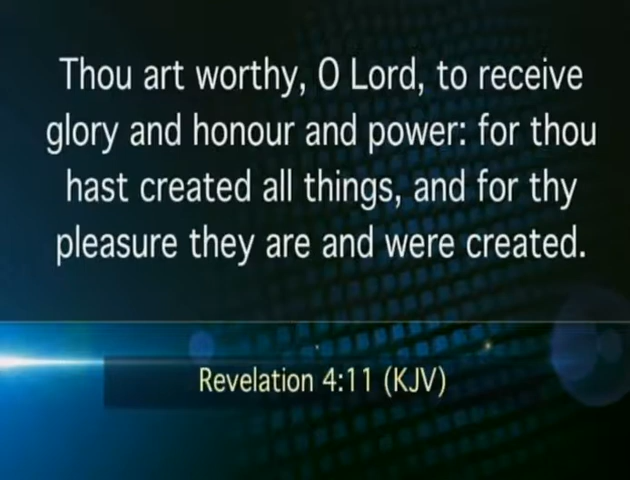 Thou art worthy, O Lord, to receive
glory and honour and power: for thou
hast created all things, and for thy
pleasure they are and were created.
Revelation 4:11 (KJV)